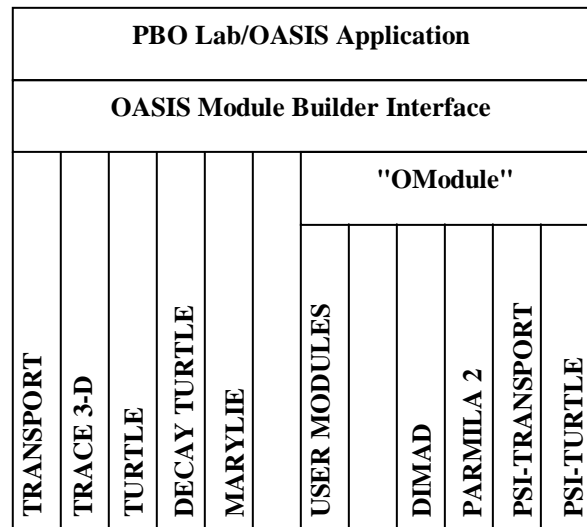 PBO Lab/OASIS Application
OASIS Module Builder Interface
"OModule"
TRANSPORT
TRACE 3-D
TURTLE
DECAY TURTLE
MARYLIE
USER MODULES
DIMAD
PARMILA 2
PSI-TRANSPORT
PSI-TURTLE